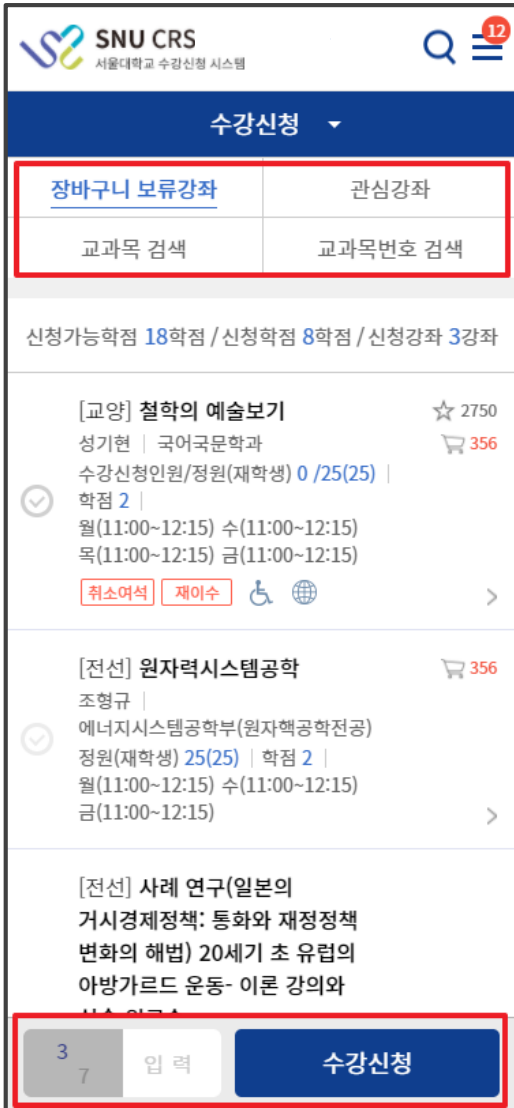 SNU CRS
서울대학교 수강신청 시스템
12
수강신청
장바구니 보류강좌 관심강좌
교과목 검색 교과목번호 검색
신청가능학점 18학점 / 신청학점 8학점 / 신청강좌 3강좌
[교양] 철학의 예술보기 2750
성기현 | 국어국문학과 356
수강신청인원/정원(재학생) 0 /25(25) |
학점 2 |
월(11:00~12:15) 수(11:00~12:15)
목(11:00~12:15) 금(11:00~12:15)
취소여석 재이수
[전선] 원자력시스템공학 356
조형규 |
에너지시스템공학부(원자핵공학전공)
정원(재학생) 25(25) | 학점 2 |
월(11:00~12:15) 수(11:00~12:15)
금(11:00~12:15)
[전선] 사례 연구(일본의
거시경제정책: 통화와 재정정책
변화의 해법) 20세기 초 유럽의
아방가르드 운동- 이론 강의와
3 7 입 력 수강신청